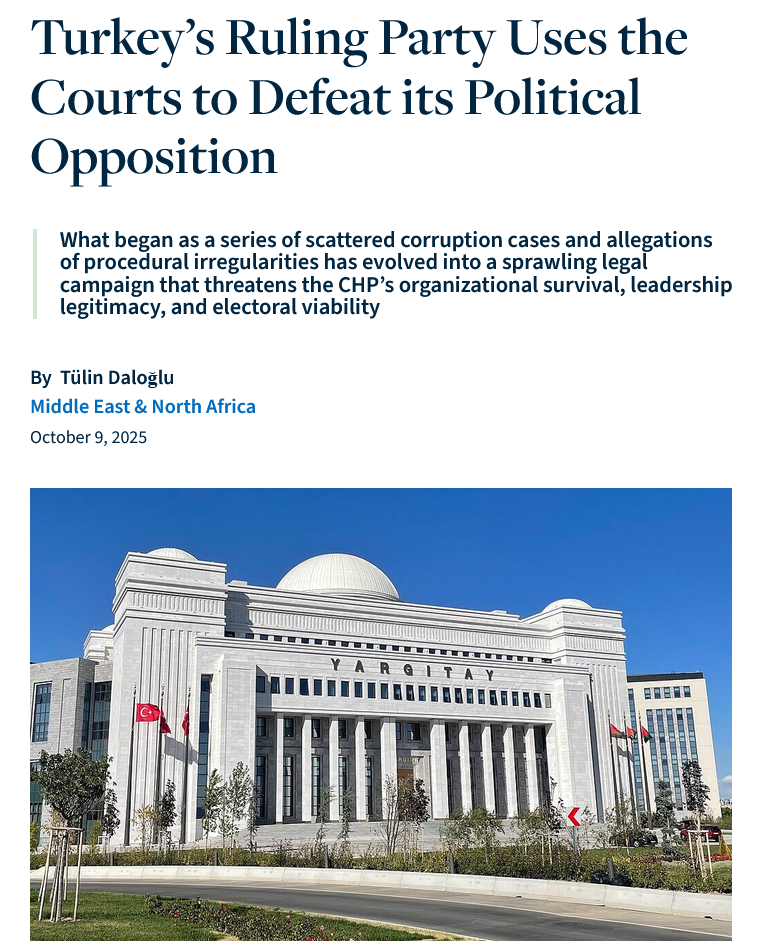 Turkey’s Ruling Party Uses the
Courts to Defeat its Political
Opposition
What began as a series of scattered corruption cases and allegations
of procedural irregularities has evolved into a sprawling legal
campaign that threatens the CHP’s organizational survival, leadership
legitimacy, and electoral viability
By Tülin Daloğlu
Middle East & North Africa
October 9, 2025
YARGITAY